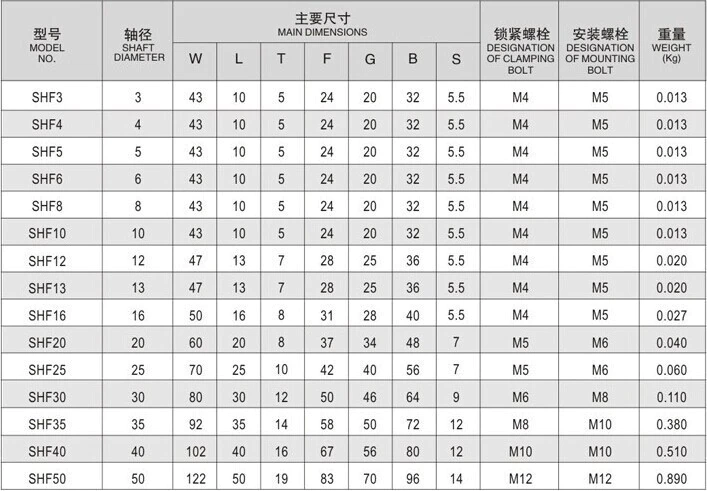 型号 轴径 主要尺寸 锁紧螺栓 安装螺栓 重量
MODEL NO. SHAFT DIAMETER MAIN DIMENSIONS DESIGNATION OF CLAMPING BOLT DESIGNATION OF MOUNTING BOLT WEIGHT (Kg)
W L T F G B S
SHF3 3 43 10 5 24 20 32 5.5 M4 M5 0.013
SHF4 4 43 10 5 24 20 32 5.5 M4 M5 0.013
SHF5 5 43 10 5 24 20 32 5.5 M4 M5 0.013
SHF6 6 43 10 5 24 20 32 5.5 M4 M5 0.013
SHF8 8 43 10 5 24 20 32 5.5 M4 M5 0.013
SHF10 10 43 10 5 24 20 32 5.5 M4 M5 0.013
SHF12 12 47 13 7 28 25 36 5.5 M4 M5 0.020
SHF13 13 47 13 7 28 25 36 5.5 M4 M5 0.020
SHF16 16 50 16 8 31 28 40 5.5 M4 M5 0.027
SHF20 20 60 20 8 37 34 48 7 M5 M6 0.040
SHF25 25 70 25 10 42 40 56 7 M5 M6 0.060
SHF30 30 80 30 12 50 46 64 9 M6 M8 0.110
SHF35 35 92 35 14 58 50 72 12 M8 M10 0.380
SHF40 40 102 40 16 67 56 80 12 M10 M10 0.510
SHF50 50 122 50 19 83 70 96 14 M12 M12 0.890